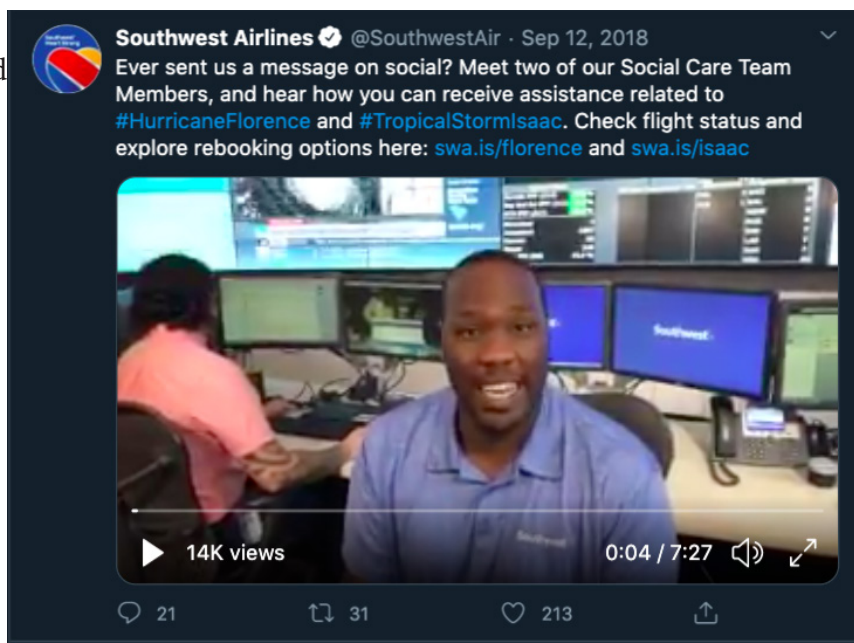 d
Southwest Airlines @SouthwestAir · Sep 12, 2018
Ever sent us a message on social? Meet two of our Social Care Team
Members, and hear how you can receive assistance related to
#HurricaneFlorence and #TropicalStormIsaac. Check flight status and
explore rebooking options here: swa.is/florence and swa.is/isaac
Southwest
Southwest
14K views
0:04 / 7:27
21
31
213